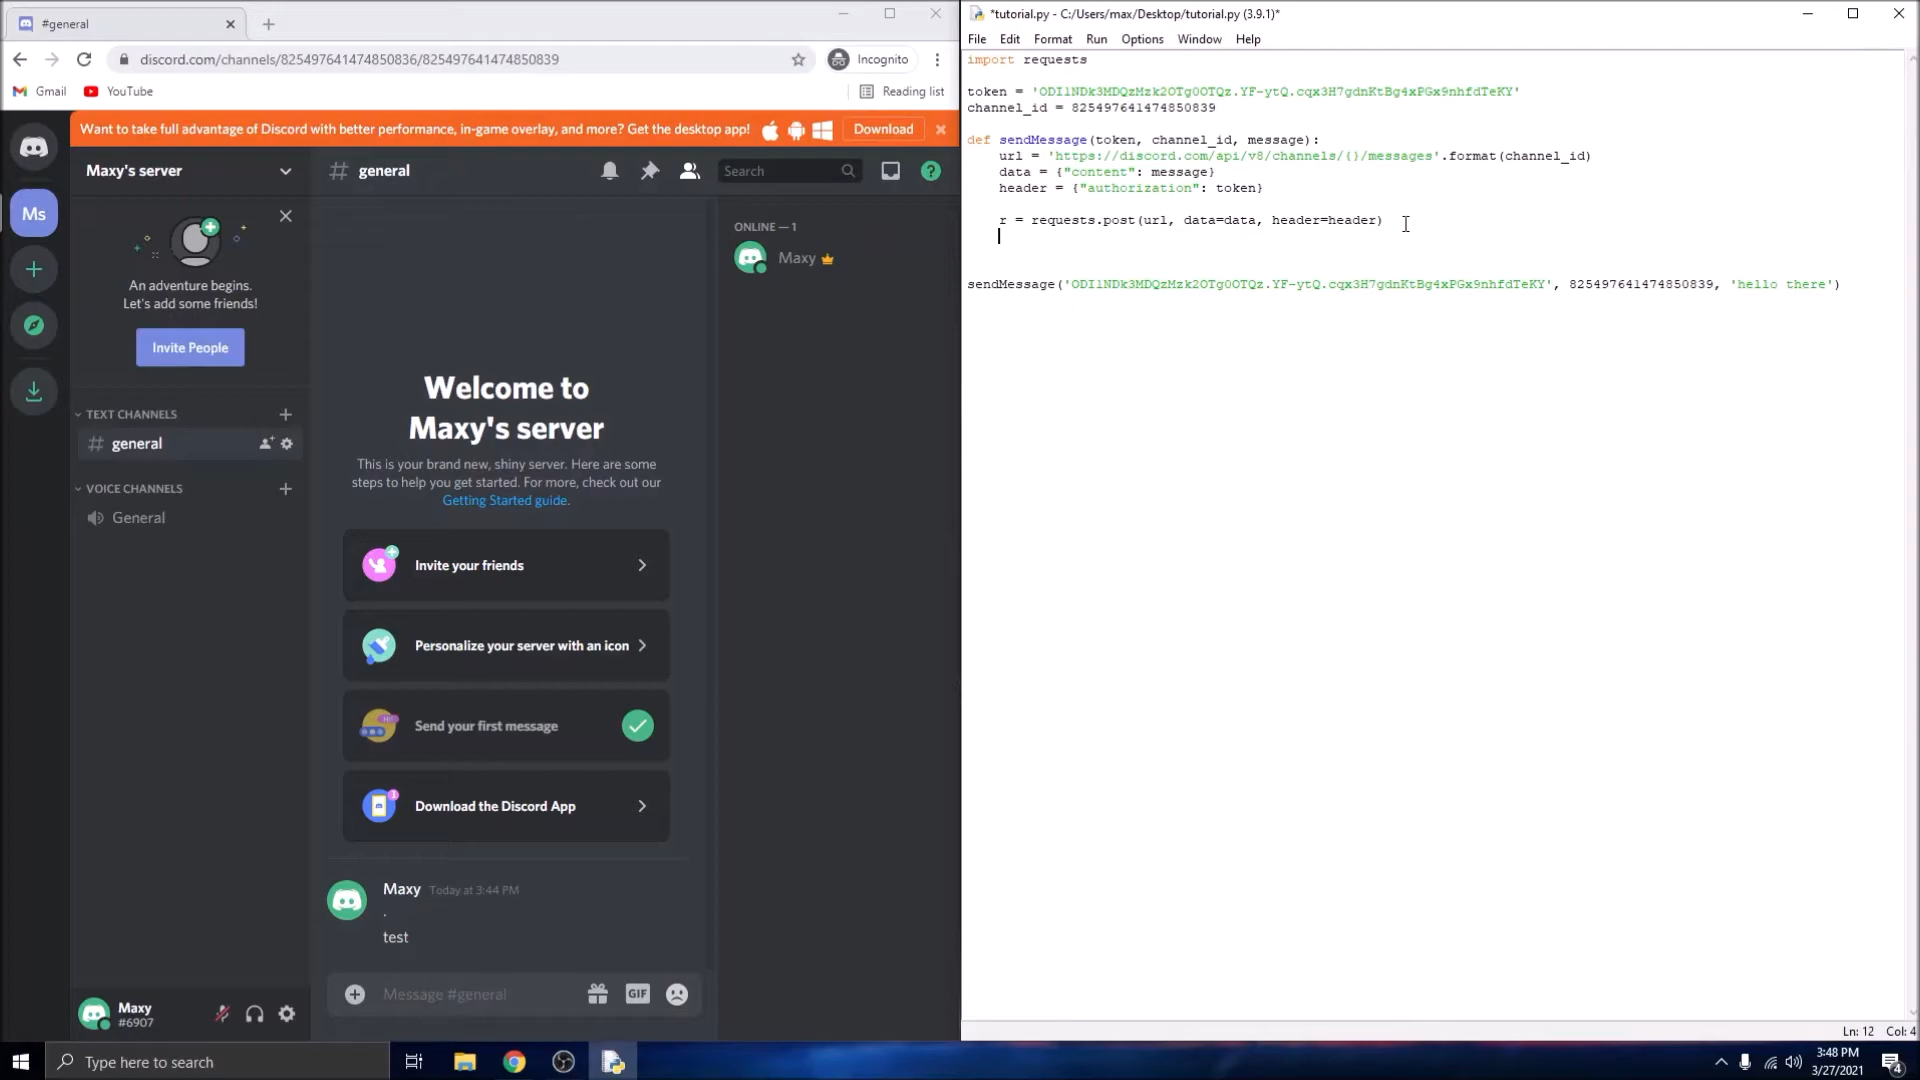 #general
discord.com/channels/825497641474850836/825497641474850839
Incognito
Gmail
YouTube
Reading list
Want to take full advantage of Discord with better performance, in-game overlay, and more? Get the desktop app!
Download
Maxy's server
general
Search
Ms
An adventure begins.
Let's add some friends!
Invite People
TEXT CHANNELS
general
VOICE CHANNELS
General
Welcome to
Maxy's server
This is your brand new, shiny server. Here are some
steps to help you get started. For more, check out our
Getting Started guide.
Invite your friends
Personalize your server with an icon
Send your first message
Download the Discord App
Maxy Today at 3:44 PM
.
test
Message #general
GIF
ONLINE — 1
Maxy
Maxy
#6907
*tutorial.py - C:/Users/max/Desktop/tutorial.py (3.9.1)*
File Edit Format Run Options Window Help
import requests
token = 'ODI1NDk3MDQzMzk2OTg0OTQz.YF-ytQ.cqx3H7gdnKtBg4xPGx9nhfdTeKY'
channel_id = 825497641474850839
def sendMessage(token, channel_id, message):
url = 'https://discord.com/api/v8/channels/{}/messages'.format(channel_id)
data = {"content": message}
header = {"authorization": token}
r = requests.post(url, data=data, header=header)
sendMessage('ODI1NDk3MDQzMzk2OTg0OTQz.YF-ytQ.cqx3H7gdnKtBg4xPGx9nhfdTeKY', 825497641474850839, 'hello there')
Ln: 12 Col: 4
Type here to search
3:48 PM
3/27/2021
4